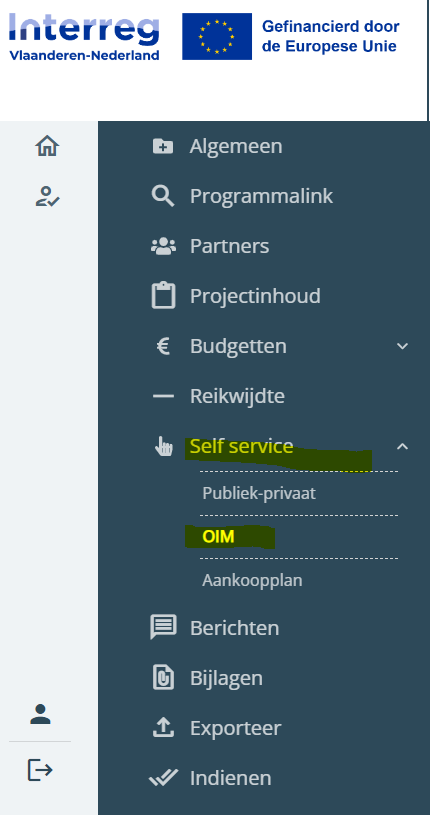 Interreg
Vlaanderen-Nederland
Gefinancierd door
de Europese Unie
Algemeen
Programmalink
Partners
Projectinhoud
Budgetten
Reikwijdte
Self service
Publiek-privaat
OIM
Aankoopplan
Berichten
Bijlagen
Exporteer
Indienen